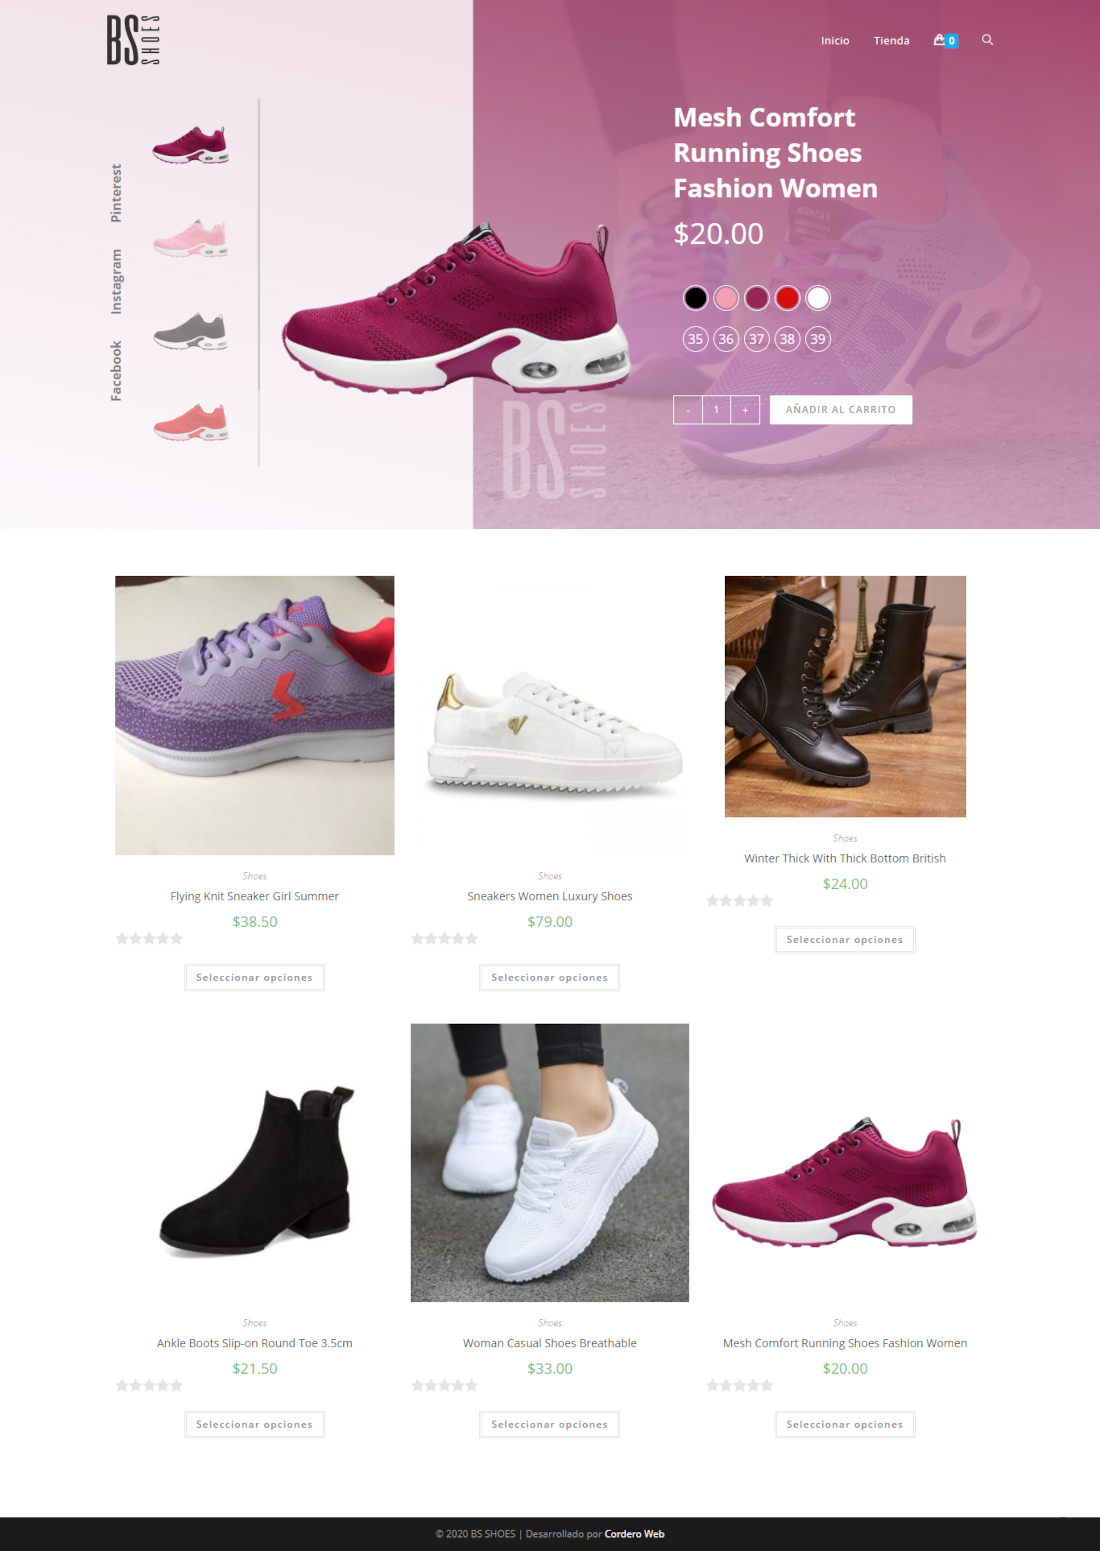 BS SHOES
Inicio
Tienda
0
Pinterest
Instagram
Facebook
Mesh Comfort
Running Shoes
Fashion Women
$20.00
35 36 37 38 39
- 1 +
AÑADIR AL CARRITO
BS SHOES
Shoes
Flying Knit Sneaker Girl Summer
$38.50
Seleccionar opciones
Shoes
Sneakers Women Luxury Shoes
$79.00
Seleccionar opciones
Shoes
Winter Thick With Thick Bottom British
$24.00
Seleccionar opciones
Shoes
Ankle Boots Slip-on Round Toe 3.5cm
$21.50
Seleccionar opciones
Shoes
Woman Casual Shoes Breathable
$33.00
Seleccionar opciones
Shoes
Mesh Comfort Running Shoes Fashion Women
$20.00
Seleccionar opciones
© 2020 BS SHOES | Desarrollado por Cordero Web